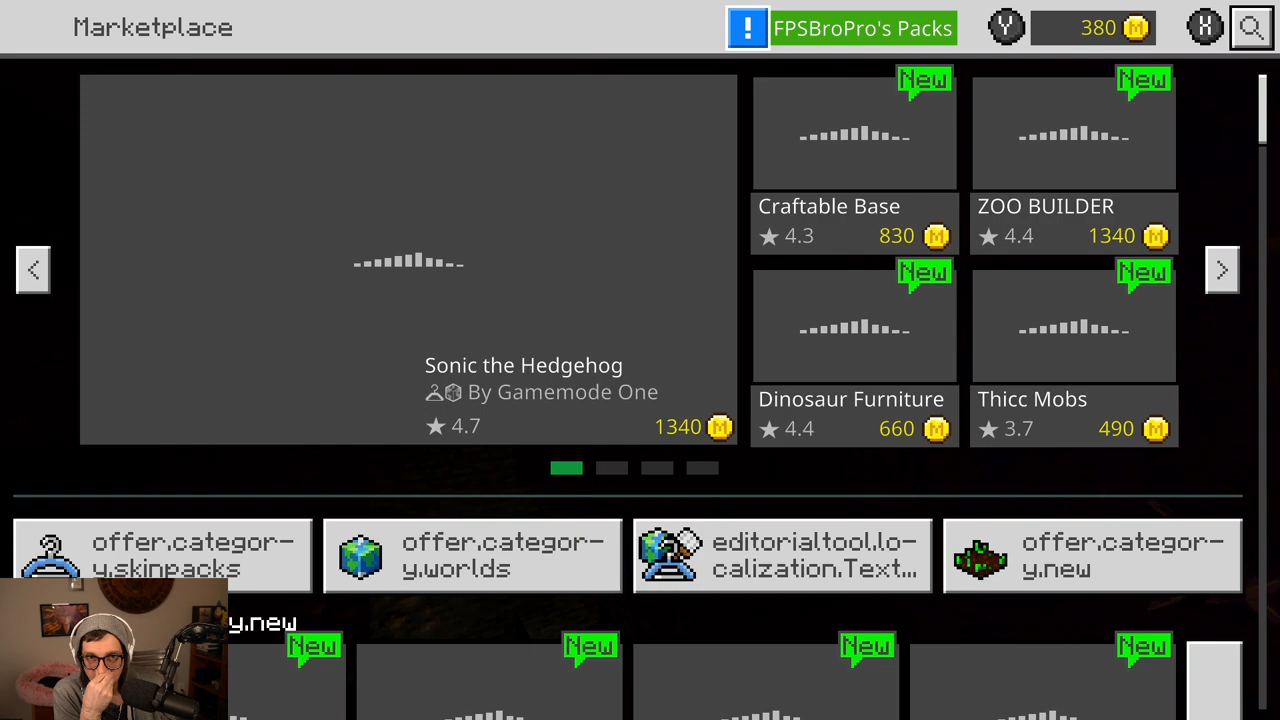 Marketplace
!
FPSBroPro's Packs
Y
380
X
New
New
Craftable Base
4.3
830
ZOO BUILDER
4.4
1340
<
>
Sonic the Hedgehog
By Gamemode One
4.7
1340
New
New
Dinosaur Furniture
4.4
660
Thicc Mobs
3.7
490
offer.categor-
y.skinpacks
offer.categor-
y.worlds
editorialtool.lo-
calization.Text...
offer.categor-
y.new
y.new
New
New
New
New